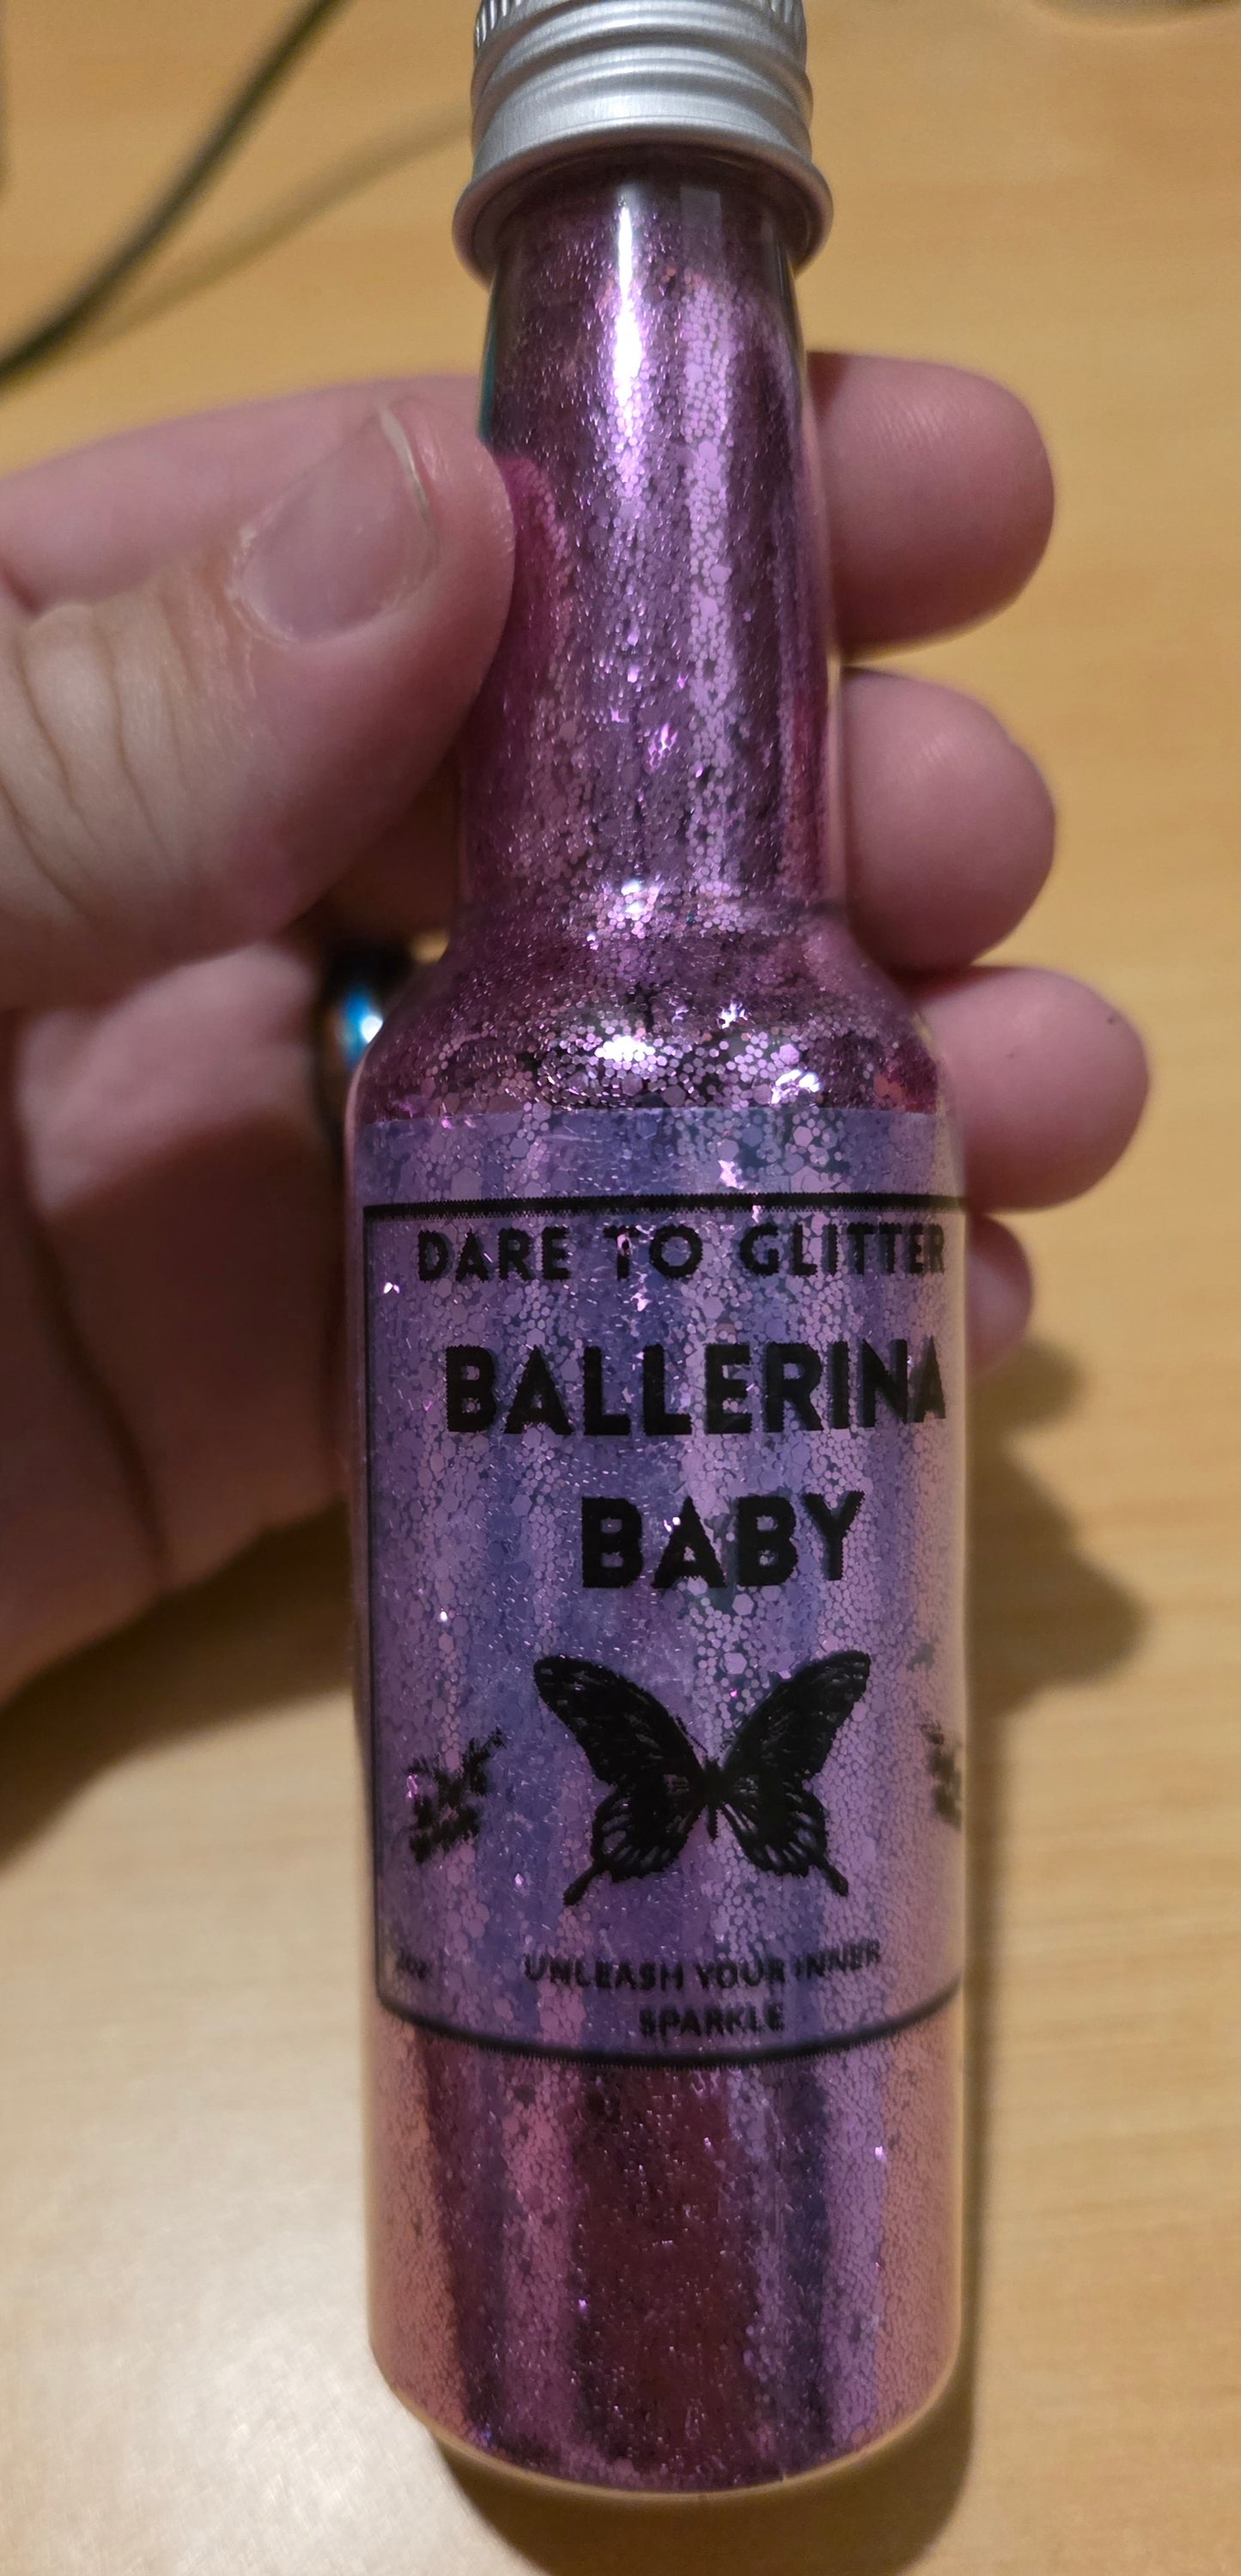 DARE TO GLITTER
BALLERINA
BABY
UNLEASH YOUR INNER
SPARKLE